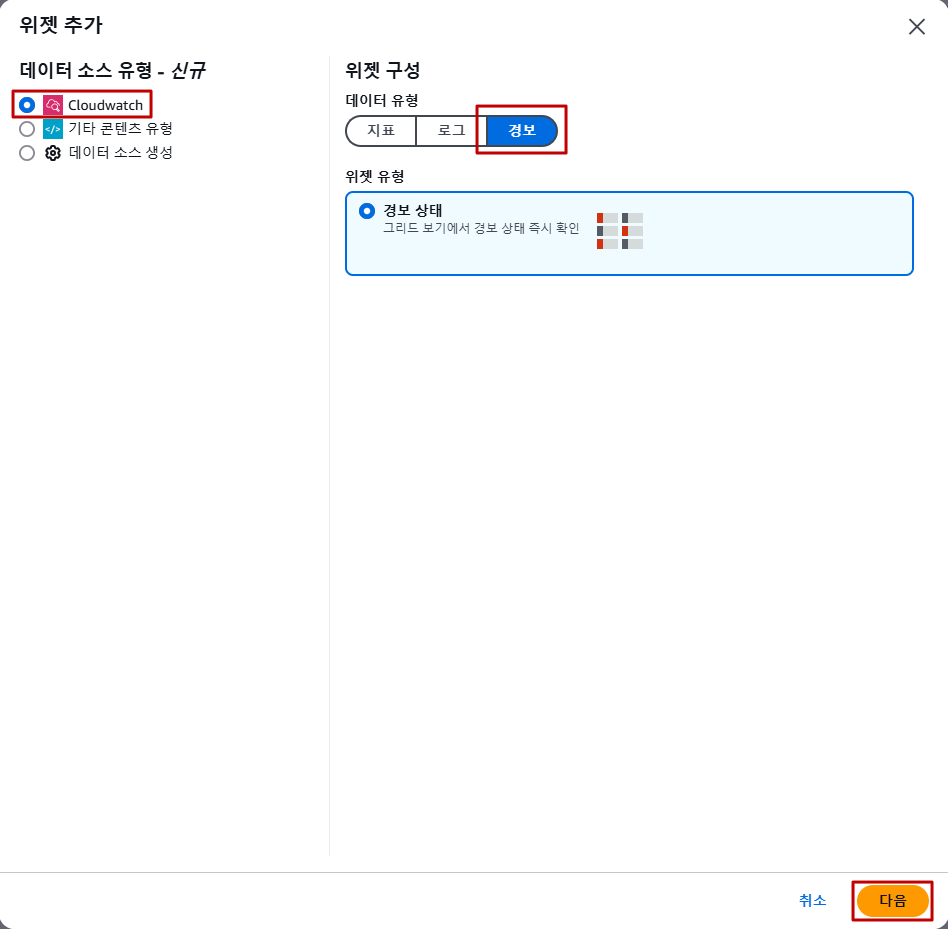 위젯 추가
데이터 소스 유형 - 신규
Cloudwatch
기타 콘텐츠 유형
데이터 소스 생성
위젯 구성
데이터 유형
지표 로그 경보
위젯 유형
경보 상태
그리드 보기에서 경보 상태 즉시 확인
취소 다음